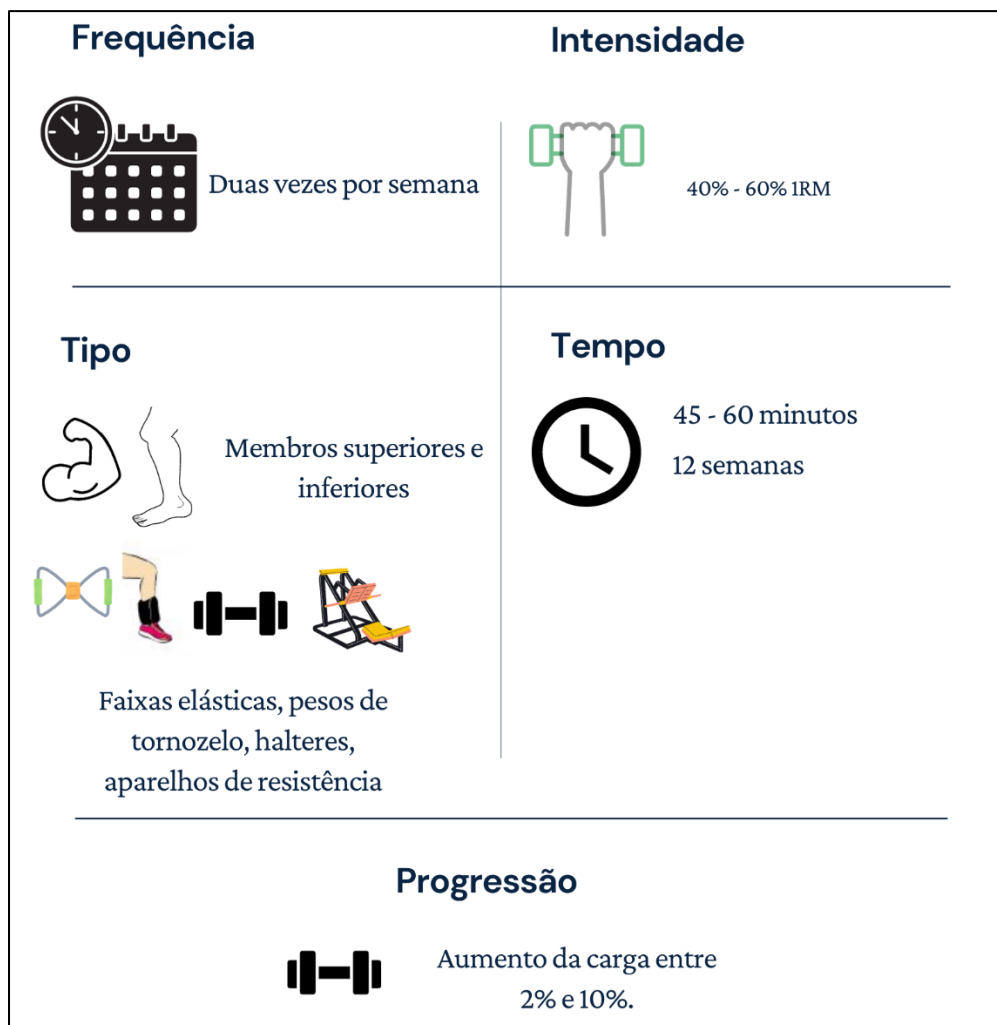 Frequência
Duas vezes por semana
Intensidade
40% - 60% 1RM
Tipo
Membros superiores e
inferiores
Faixas elásticas, pesos de
tornozelo, halteres,
aparelhos de resistência
Tempo
45 - 60 minutos
12 semanas
Progressão
Aumento da carga entre
2% e 10%.